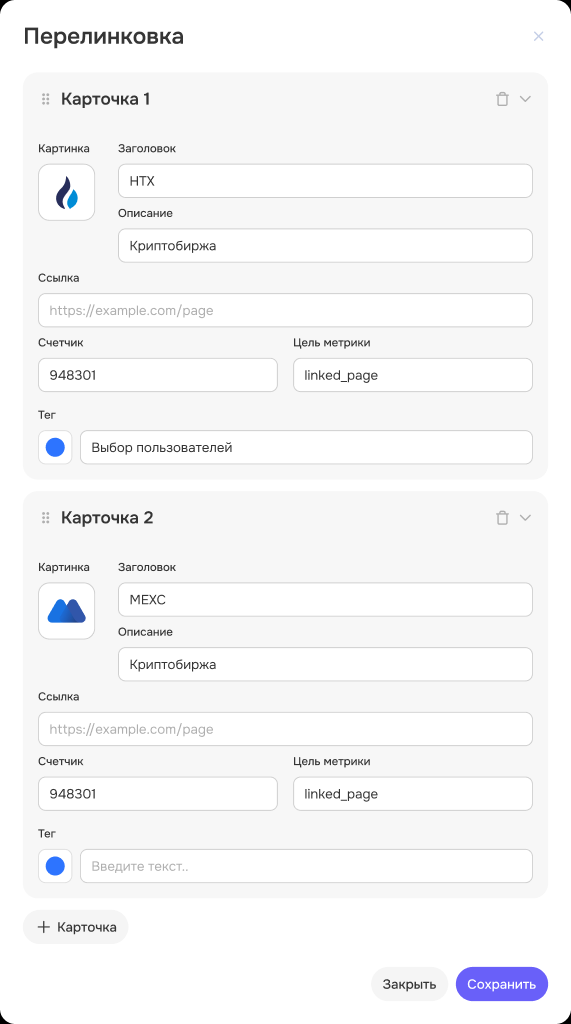 Перелинковка
Карточка 1
Картинка
Заголовок
HTX
Описание
Криптобиржа
Ссылка
https://example.com/page
Счетчик
Цель метрики
948301
linked_page
Тег
Выбор пользователей
Карточка 2
Картинка
Заголовок
MEXC
Описание
Криптобиржа
Ссылка
https://example.com/page
Счетчик
Цель метрики
948301
linked_page
Тег
Введите текст..
Карточка
Закрыть
Сохранить